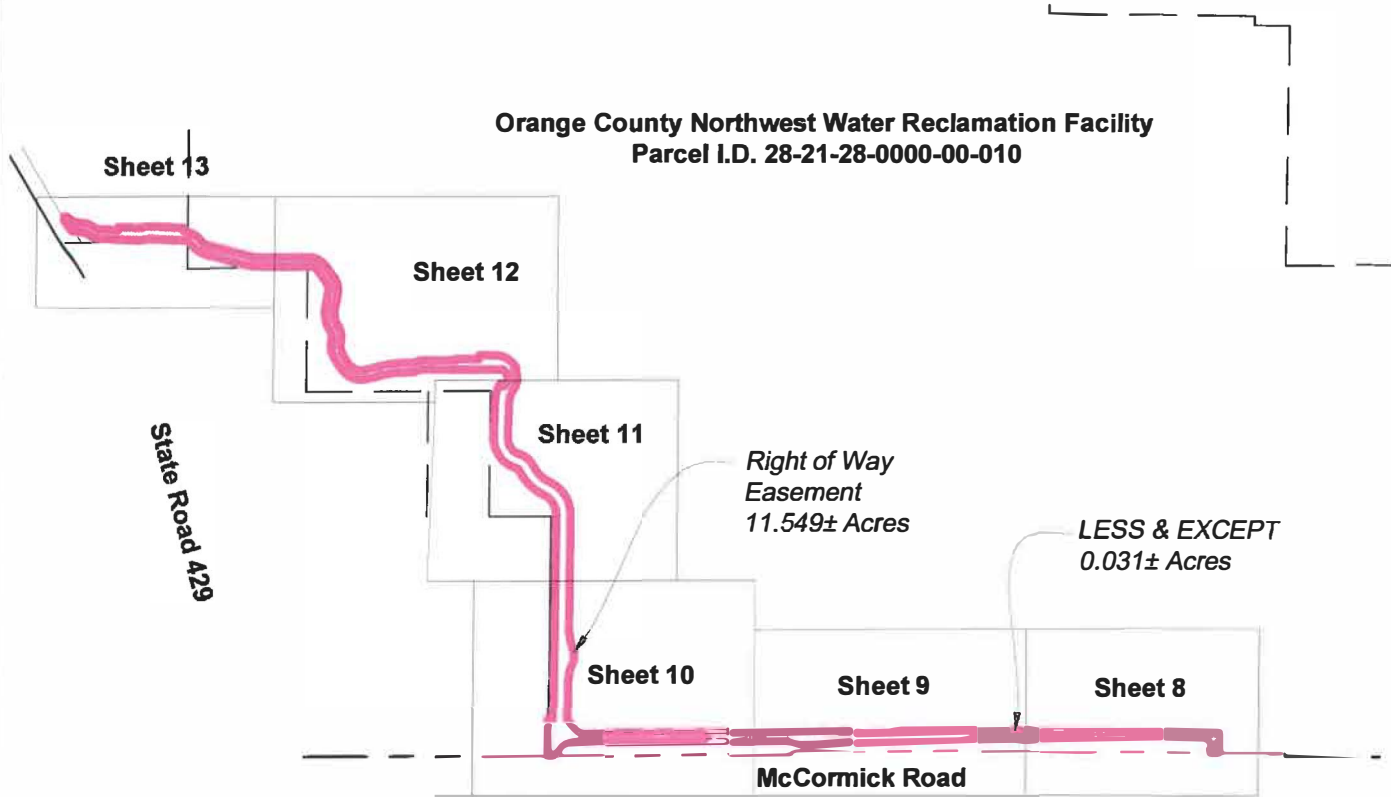 Orange County Northwest Water Reclamation Facility
Parcel I.D. 28-21-28-0000-00-010
Sheet 13
Sheet 12
Sheet 11
State Road 429
Right of Way
Easement
11.549± Acres
LESS & EXCEPT
0.031± Acres
Sheet 10
Sheet 9
Sheet 8
McCormick Road